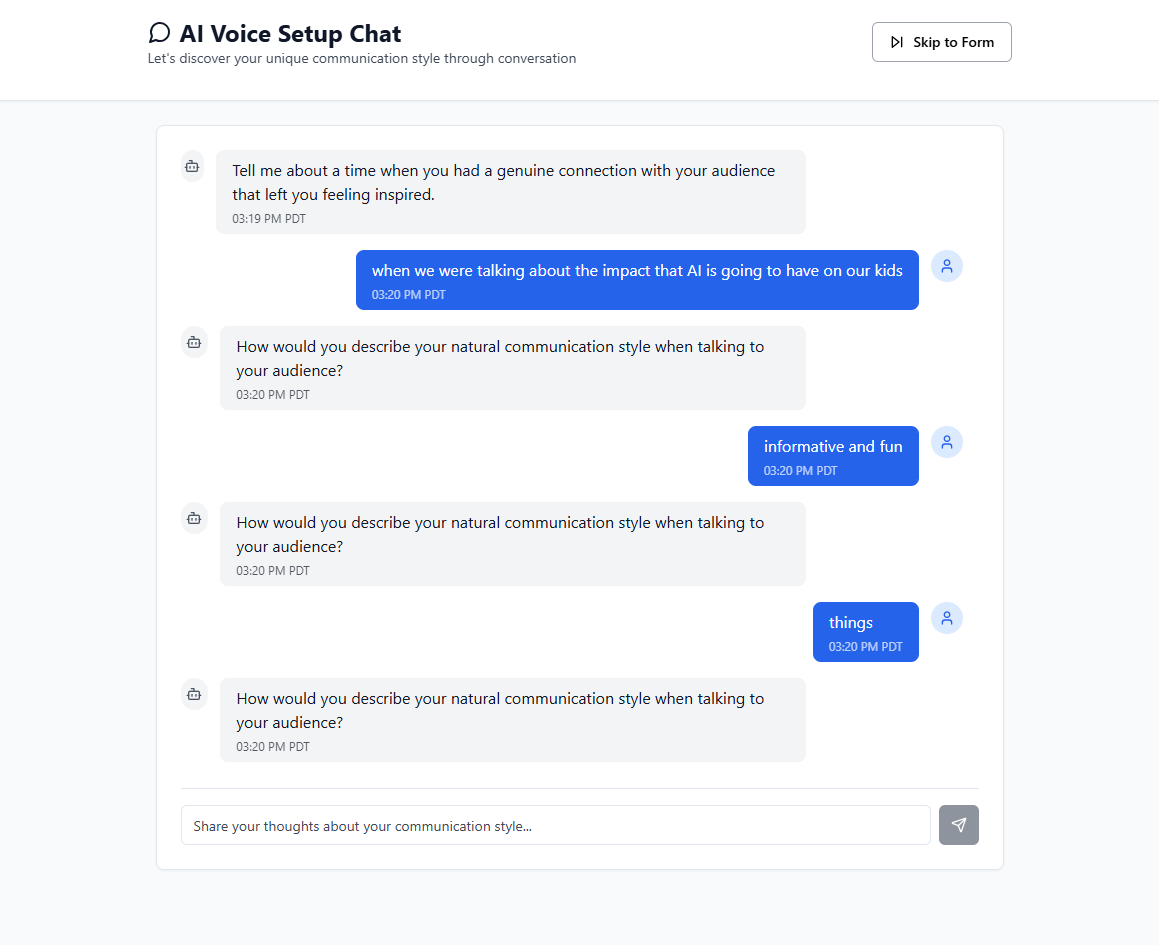 AI Voice Setup Chat
Let's discover your unique communication style through conversation
Skip to Form
Tell me about a time when you had a genuine connection with your audience
that left you feeling inspired.
03:19 PM PDT
when we were talking about the impact that AI is going to have on our kids
03:20 PM PDT
How would you describe your natural communication style when talking to
your audience?
03:20 PM PDT
informative and fun
03:20 PM PDT
How would you describe your natural communication style when talking to
your audience?
03:20 PM PDT
things
03:20 PM PDT
How would you describe your natural communication style when talking to
your audience?
03:20 PM PDT
Share your thoughts about your communication style...